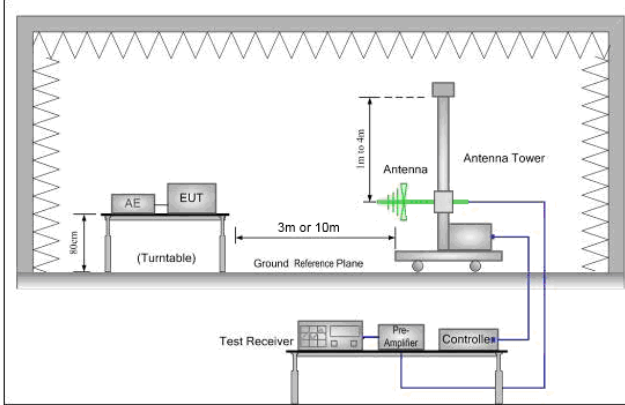 1m to 4m
Antenna
Antenna Tower
AE
EUT
80cm
(Turntable)
3m or 10m
Ground Reference Plane
Test Receiver
Pre-
Amplifier
Controlle